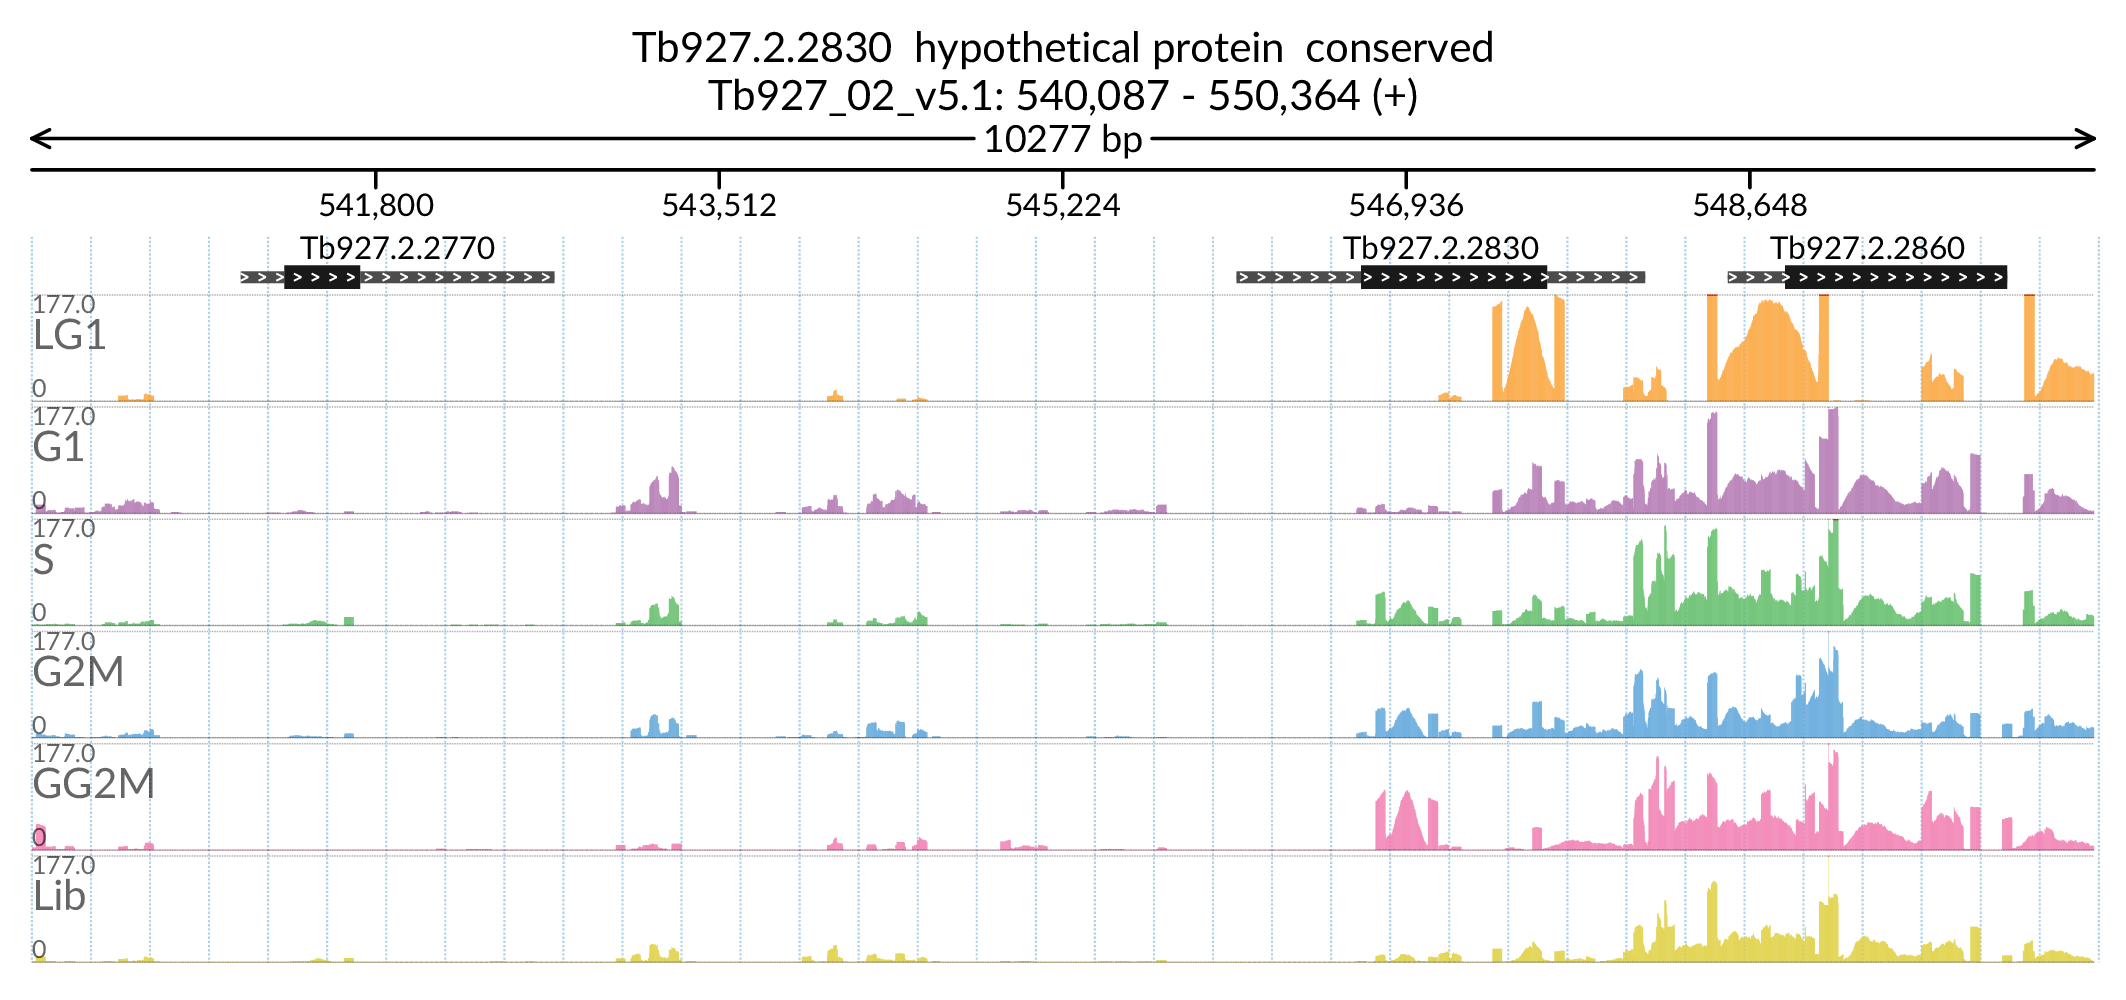 Tb927.2.2830  hypothetical protein  conserved
Tb927_02_v5.1: 540,087 - 550,364 (+)
10277 bp
541,800 543,512 545,224 546,936 548,648
Tb927.2.2770 Tb927.2.2830 Tb927.2.2860
177.0
LG1
0
177.0
G1
0
177.0
S
0
177.0
G2M
0
177.0
GG2M
0
177.0
Lib
0